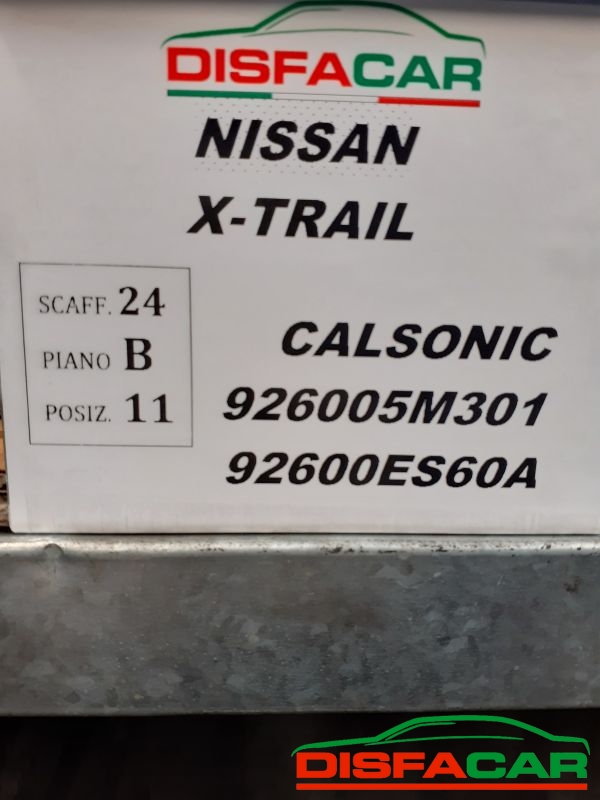 DISFACAR
NISSAN
X-TRAIL
SCAFF. 24
PIANO B
POSIZ. 11
CALSONIC
926005M301
92600ES60A
DISFACAR